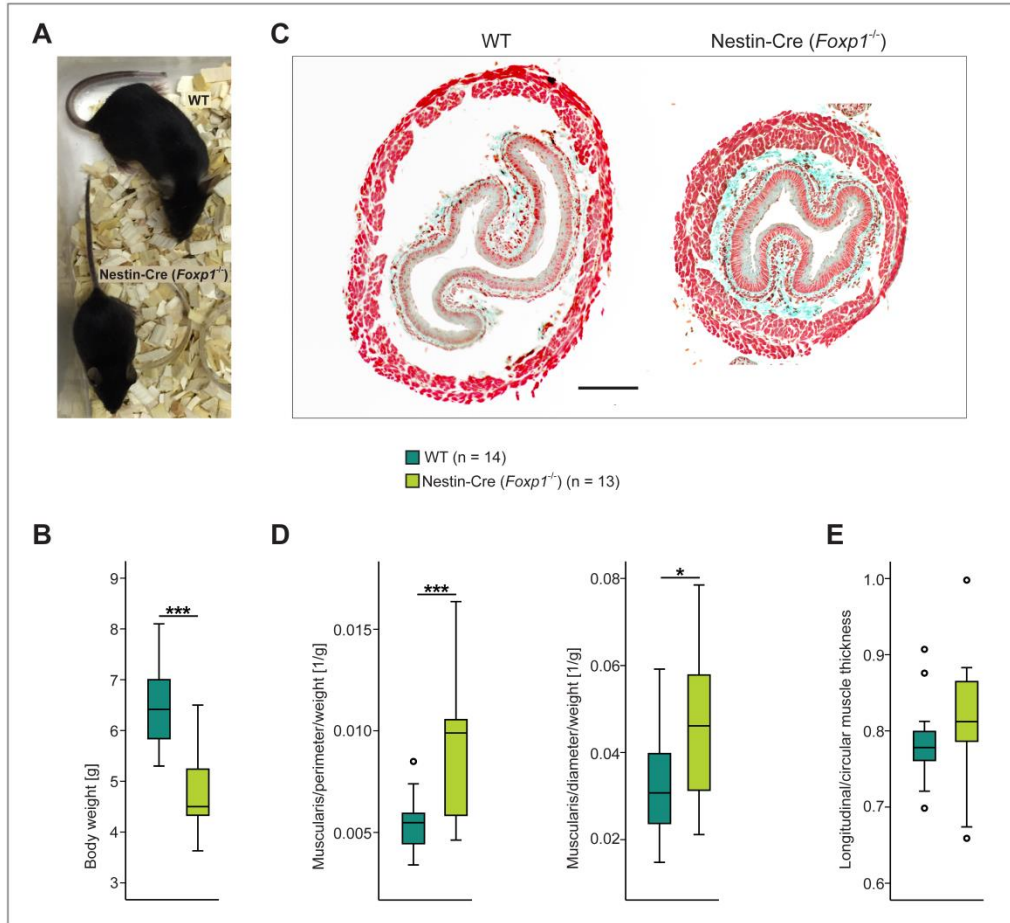 A
WT
Nestin-Cre (Foxp1-/-)
C
WT
Nestin-Cre (Foxp1-/-)
WT (n = 14)
Nestin-Cre (Foxp1-/-) (n = 13)
B
Body weight [g]
9
8
7
6
5
4
3
***
D
Muscularis/perimeter/weight [1/g]
0.015
0.010
0.005
***
Muscularis/diameter/weight [1/g]
0.08
0.06
0.04
0.02
*
E
Longitudinal/circular muscle thickness
1.0
0.9
0.8
0.7
0.6